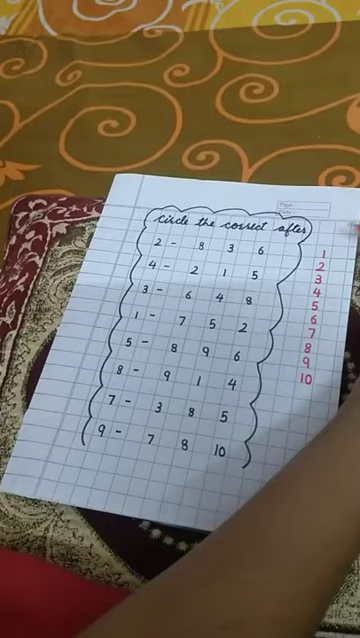 Page
Date
circle the correct after
2 - 8 3 6
4 - 2 1 5
3 - 6 4 8
1 - 7 5 2
5 - 8 9 6
8 - 9 1 4
7 - 3 8 5
9 - 7 8 10
1
2
3
4
5
6
7
8
9
10